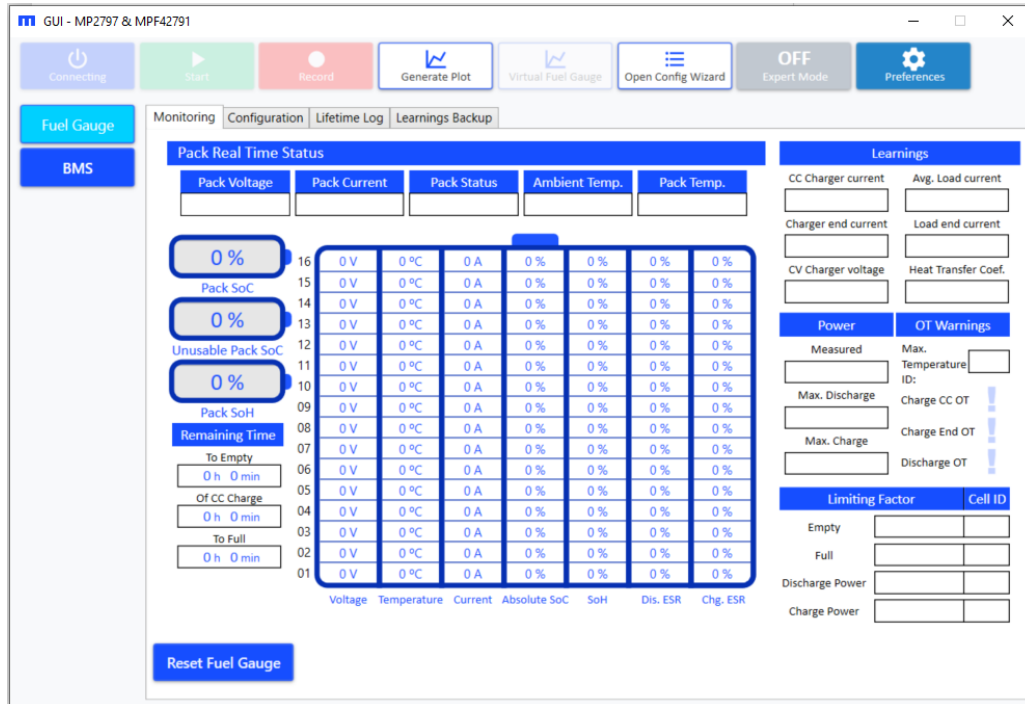 GUI - MP2797 & MPF42791
Connecting
Start
Record
Generate Plot
Virtual Fuel Gauge
Open Config Wizard
OFF
Expert Mode
Preferences
Fuel Gauge
BMS
Monitoring Configuration Lifetime Log Learnings Backup
Pack Real Time Status
Pack Voltage Pack Current Pack Status Ambient Temp. Pack Temp.
0 %
Pack SoC
0 %
Unusable Pack SoC
0 %
Pack SoH
Remaining Time
To Empty
0 h 0 min
Of CC Charge
0 h 0 min
To Full
0 h 0 min
16 0 V 0 ºC 0 A 0 % 0 % 0 % 0 %
15 0 V 0 ºC 0 A 0 % 0 % 0 % 0 %
14 0 V 0 ºC 0 A 0 % 0 % 0 % 0 %
13 0 V 0 ºC 0 A 0 % 0 % 0 % 0 %
12 0 V 0 ºC 0 A 0 % 0 % 0 % 0 %
11 0 V 0 ºC 0 A 0 % 0 % 0 % 0 %
10 0 V 0 ºC 0 A 0 % 0 % 0 % 0 %
09 0 V 0 ºC 0 A 0 % 0 % 0 % 0 %
08 0 V 0 ºC 0 A 0 % 0 % 0 % 0 %
07 0 V 0 ºC 0 A 0 % 0 % 0 % 0 %
06 0 V 0 ºC 0 A 0 % 0 % 0 % 0 %
05 0 V 0 ºC 0 A 0 % 0 % 0 % 0 %
04 0 V 0 ºC 0 A 0 % 0 % 0 % 0 %
03 0 V 0 ºC 0 A 0 % 0 % 0 % 0 %
02 0 V 0 ºC 0 A 0 % 0 % 0 % 0 %
01 0 V 0 ºC 0 A 0 % 0 % 0 % 0 %
Voltage Temperature Current Absolute SoC SoH Dis. ESR Chg. ESR
Reset Fuel Gauge
Learnings
CC Charger current Avg. Load current
Charger end current Load end current
CV Charger voltage Heat Transfer Coef.
Power
Measured
Max. Discharge
Max. Charge
OT Warnings
Max.
Temperature
ID:
Charge CC OT !
Charge End OT !
Discharge OT !
Limiting Factor Cell ID
Empty
Full
Discharge Power
Charge Power